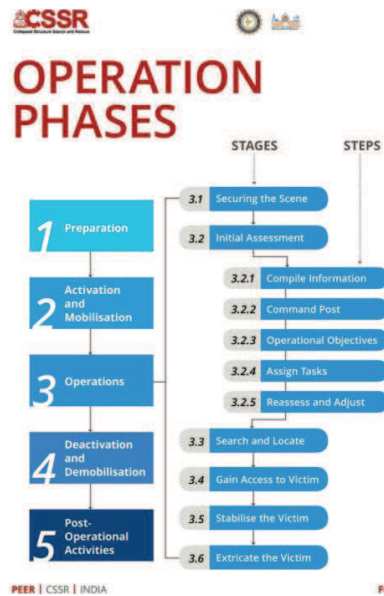 CSSR
Collapsed Structure Search and Rescue
OPERATION
PHASES
STAGES
STEPS
1 Preparation
2 Activation
and
Mobilisation
3 Operations
4 Deactivation
and
Demobilisation
5 Post-
Operational
Activities
3.1 Securing the Scene
3.2 Initial Assessment
3.2.1 Compile Information
3.2.2 Command Post
3.2.3 Operational Objectives
3.2.4 Assign Tasks
3.2.5 Reassess and Adjust
3.3 Search and Locate
3.4 Gain Access to Victim
3.5 Stabilise the Victim
3.6 Extricate the Victim
PEER | CSSR | INDIA